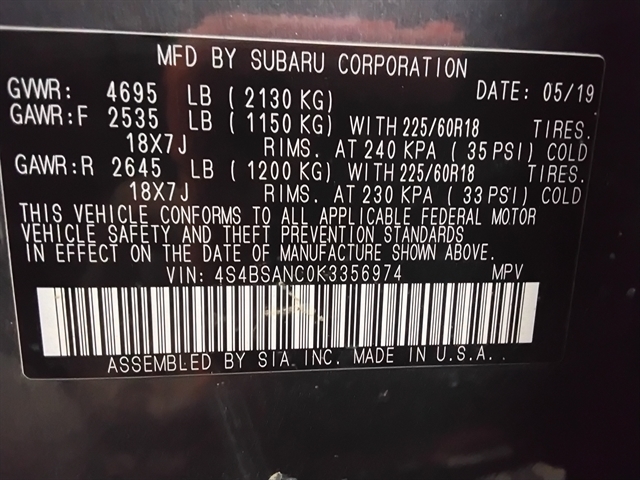 MFD BY SUBARU CORPORATION
GVWR: 4695 LB ( 2130 KG) DATE: 05/19
GAWR:F 2535 LB ( 1150 KG) WITH 225/60R18 TIRES.
18X7J RIMS. AT 240 KPA ( 35 PSI) COLD
GAWR:R 2645 LB ( 1200 KG) WITH 225/60R18 TIRES.
18X7J RIMS. AT 230 KPA ( 33 PSI) COLD
THIS VEHICLE CONFORMS TO ALL APPLICABLE FEDERAL MOTOR
VEHICLE SAFETY AND THEFT PREVENTION STANDARDS
IN EFFECT ON THE DATE OF MANUFACTURE SHOWN ABOVE.
VIN: 4S4BSANC0K3356974 MPV
ASSEMBLED BY SIA INC. MADE IN U.S.A.